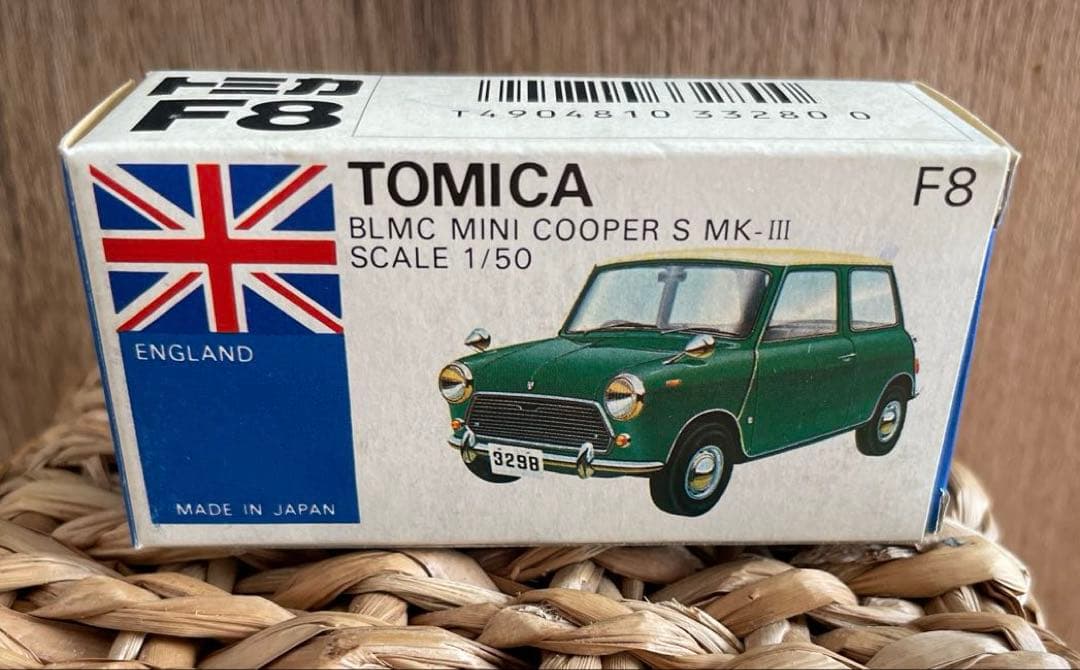 トミカ
F8
T4904810 33280 0
TOMICA
F8
BLMC MINI COOPER S MK-III
SCALE 1/50
ENGLAND
3298
MADE IN JAPAN